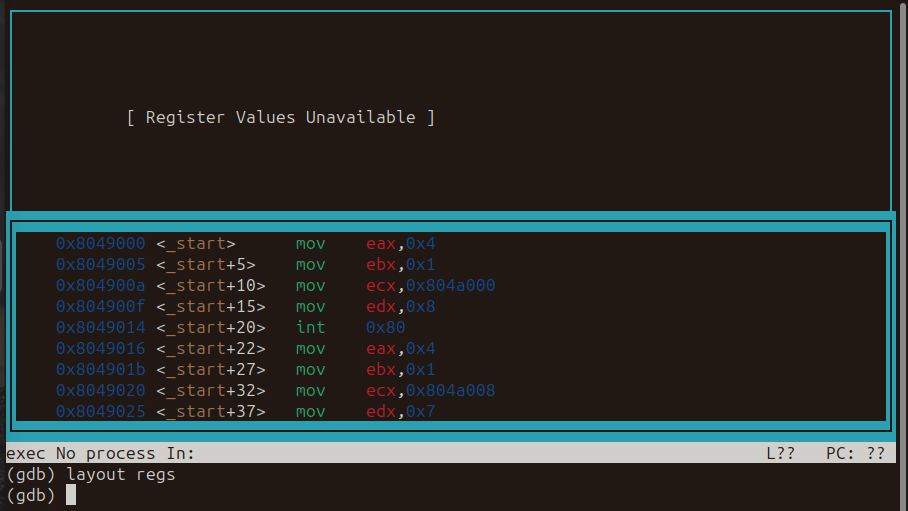 [ Register Values Unavailable ]
0x8049000 <_start> mov eax,0x4
0x8049005 <_start+5> mov ebx,0x1
0x804900a <_start+10> mov ecx,0x804a000
0x804900f <_start+15> mov edx,0x8
0x8049014 <_start+20> int 0x80
0x8049016 <_start+22> mov eax,0x4
0x804901b <_start+27> mov ebx,0x1
0x8049020 <_start+32> mov ecx,0x804a008
0x8049025 <_start+37> mov edx,0x7
exec No process In: L?? PC: ??
(gdb) layout regs
(gdb)